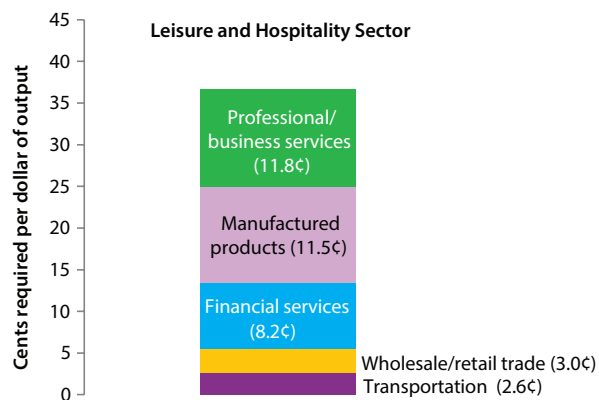 Leisure and Hospitality Sector
Cents required per dollar of output
45
40
35
30
25
20
15
10
5
0
Professional/
business services
(11.8¢)
Manufactured
products (11.5¢)
Financial services
(8.2¢)
Wholesale/retail trade (3.0¢)
Transportation (2.6¢)